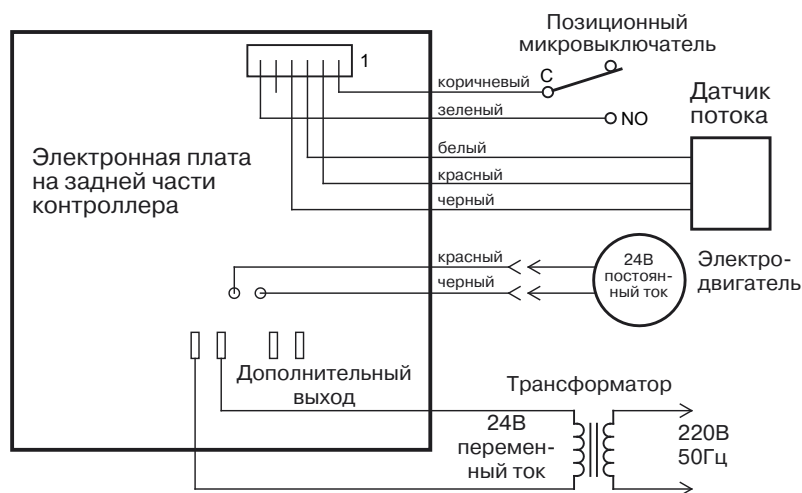 Позиционный
микровыключатель
1
коричневый
C
зеленый
NO
Датчик
потока
Электронная плата
на задней части
контроллера
белый
красный
черный
красный
черный
24В
постоян-
ный ток
Электро-
двигатель
Дополнительный
выход
Трансформатор
24В
перемен-
ный ток
220В
50Гц